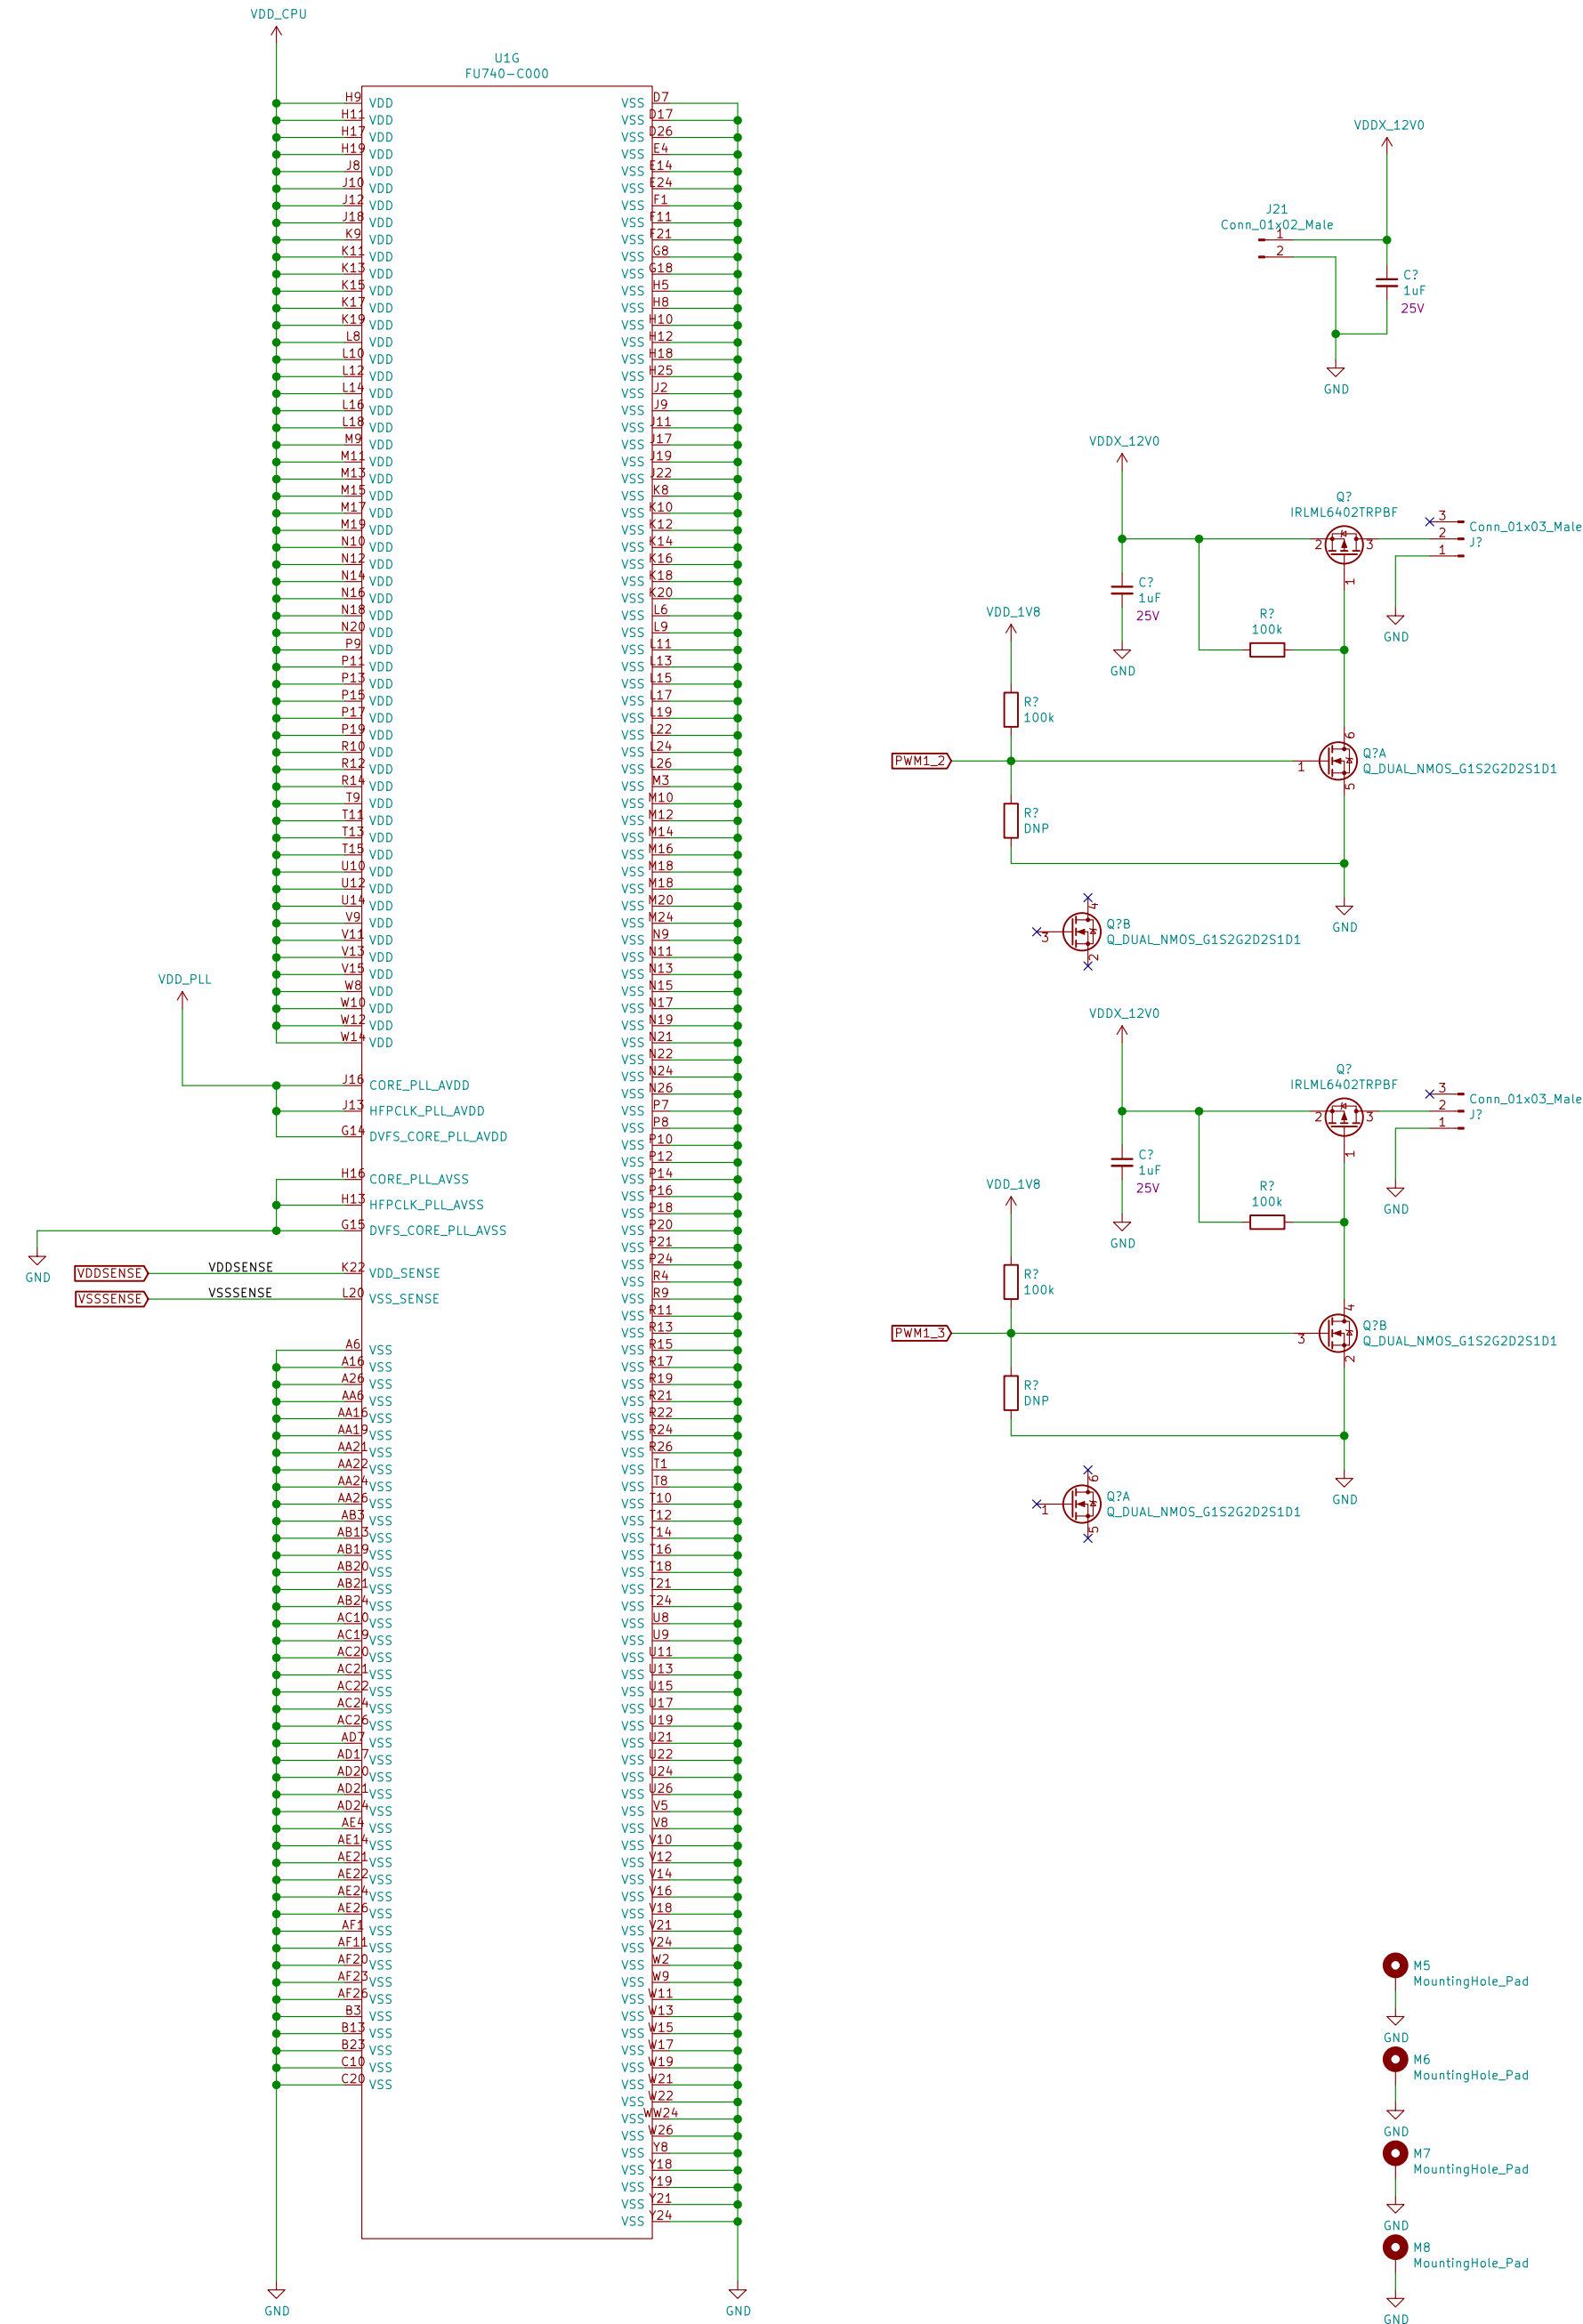 VDD_CPU
U1G
FU740-C000
H9 VDD
H11 VDD
H17 VDD
H19 VDD
J8 VDD
J10 VDD
J12 VDD
J18 VDD
K9 VDD
K11 VDD
K13 VDD
K15 VDD
K17 VDD
K19 VDD
L8 VDD
L10 VDD
L12 VDD
L14 VDD
L16 VDD
L18 VDD
M9 VDD
M11 VDD
M13 VDD
M15 VDD
M17 VDD
M19 VDD
N10 VDD
N12 VDD
N14 VDD
N16 VDD
N18 VDD
N20 VDD
P9 VDD
P11 VDD
P13 VDD
P15 VDD
P17 VDD
P19 VDD
R10 VDD
R12 VDD
R14 VDD
T9 VDD
T11 VDD
T13 VDD
T15 VDD
U10 VDD
U12 VDD
U14 VDD
V9 VDD
V11 VDD
V13 VDD
V15 VDD
W8 VDD
W10 VDD
W12 VDD
W14 VDD
VDD_PLL
J16 CORE_PLL_AVDD
J13 HFPCLK_PLL_AVDD
G14 DVFS_CORE_PLL_AVDD
H16 CORE_PLL_AVSS
H13 HFPCLK_PLL_AVSS
G15 DVFS_CORE_PLL_AVSS
GND
VDDSENSE VDDSENSE K22 VDD_SENSE
VSSSENSE VSSSENSE L20 VSS_SENSE
A6 VSS
A16 VSS
A26 VSS
AA6 VSS
AA16 VSS
AA19 VSS
AA21 VSS
AA22 VSS
AA24 VSS
AA26 VSS
AB3 VSS
AB13 VSS
AB19 VSS
AB20 VSS
AB21 VSS
AB24 VSS
AC10 VSS
AC19 VSS
AC20 VSS
AC21 VSS
AC22 VSS
AC24 VSS
AC26 VSS
AD7 VSS
AD17 VSS
AD20 VSS
AD21 VSS
AD24 VSS
AE4 VSS
AE14 VSS
AE21 VSS
AE22 VSS
AE24 VSS
AE26 VSS
AF1 VSS
AF11 VSS
AF20 VSS
AF23 VSS
AF26 VSS
B3 VSS
B13 VSS
B23 VSS
C10 VSS
C20 VSS
GND
VSS D7
VSS D17
VSS D26
VSS E4
VSS E14
VSS E24
VSS F1
VSS F11
VSS F21
VSS G8
VSS G18
VSS H5
VSS H8
VSS H10
VSS H12
VSS H18
VSS H25
VSS J2
VSS J9
VSS J11
VSS J17
VSS J19
VSS J22
VSS K8
VSS K10
VSS K12
VSS K14
VSS K16
VSS K18
VSS K20
VSS L6
VSS L9
VSS L11
VSS L13
VSS L15
VSS L17
VSS L19
VSS L22
VSS L24
VSS L26
VSS M3
VSS M10
VSS M12
VSS M14
VSS M16
VSS M18
VSS M18
VSS M20
VSS M24
VSS N9
VSS N11
VSS N13
VSS N15
VSS N17
VSS N19
VSS N21
VSS N22
VSS N24
VSS N26
VSS P7
VSS P8
VSS P10
VSS P12
VSS P14
VSS P16
VSS P18
VSS P20
VSS P21
VSS P24
VSS R4
VSS R9
VSS R11
VSS R13
VSS R15
VSS R17
VSS R19
VSS R21
VSS R22
VSS R24
VSS R26
VSS T1
VSS T8
VSS T10
VSS T12
VSS T14
VSS T16
VSS T18
VSS T21
VSS T24
VSS U8
VSS U9
VSS U11
VSS U13
VSS U15
VSS U17
VSS U19
VSS U21
VSS U22
VSS U24
VSS U26
VSS V5
VSS V8
VSS V10
VSS V12
VSS V14
VSS V16
VSS V18
VSS V21
VSS V24
VSS W2
VSS W9
VSS W11
VSS W13
VSS W15
VSS W17
VSS W19
VSS W21
VSS W22
VSS WW24
VSS W26
VSS Y8
VSS Y18
VSS Y19
VSS Y21
VSS Y24
GND
VDDX_12V0
J21
Conn_01x02_Male
1
2
C?
1uF
25V
GND
VDDX_12V0
Q?
IRLML6402TRPBF
2
3
1
3
2
1
Conn_01x03_Male
J?
GND
C?
1uF
25V
GND
R?
100k
VDD_1V8
R?
100k
PWM1_2
1
6
5
Q?A
Q_DUAL_NMOS_G1S2G2D2S1D1
R?
DNP
GND
3
4
2
Q?B
Q_DUAL_NMOS_G1S2G2D2S1D1
VDDX_12V0
Q?
IRLML6402TRPBF
2
3
1
3
2
1
Conn_01x03_Male
J?
GND
C?
1uF
25V
GND
R?
100k
VDD_1V8
R?
100k
PWM1_3
3
4
2
Q?B
Q_DUAL_NMOS_G1S2G2D2S1D1
R?
DNP
GND
1
6
5
Q?A
Q_DUAL_NMOS_G1S2G2D2S1D1
M5
MountingHole_Pad
GND
M6
MountingHole_Pad
GND
M7
MountingHole_Pad
GND
M8
MountingHole_Pad
GND